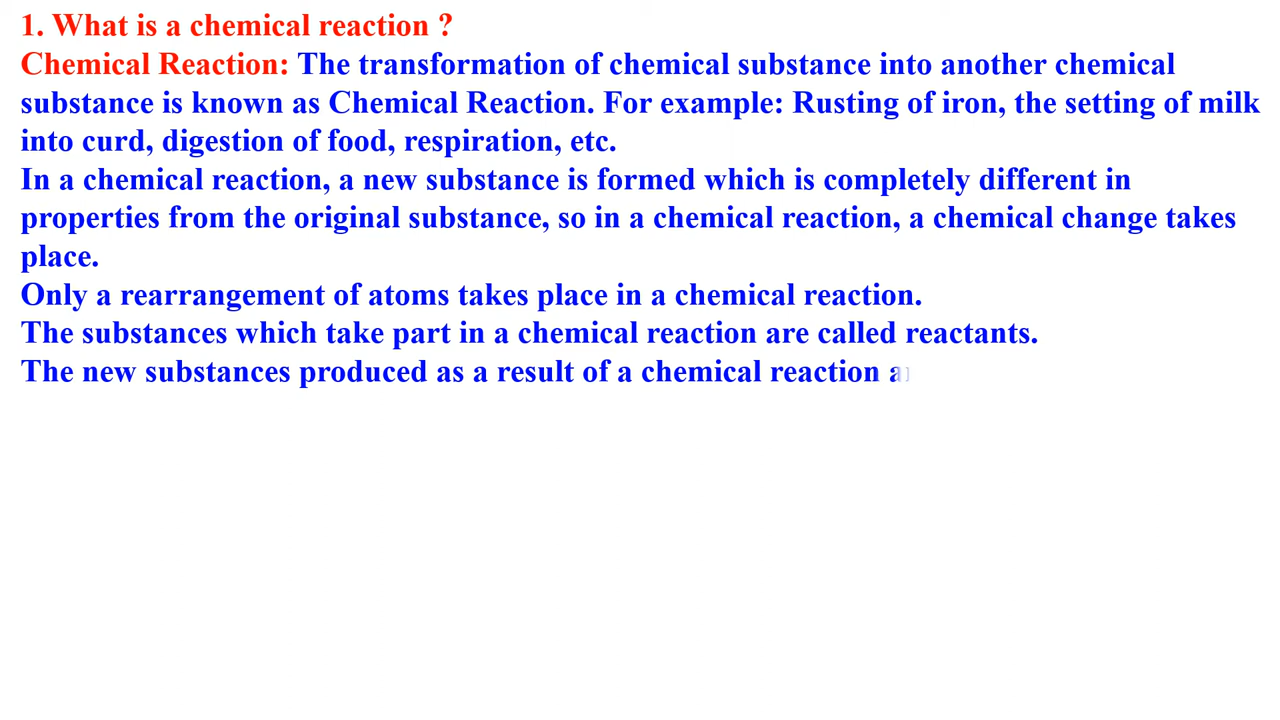 1. What is a chemical reaction ?
Chemical Reaction: The transformation of chemical substance into another chemical
substance is known as Chemical Reaction. For example: Rusting of iron, the setting of milk
into curd, digestion of food, respiration, etc.
In a chemical reaction, a new substance is formed which is completely different in
properties from the original substance, so in a chemical reaction, a chemical change takes
place.
Only a rearrangement of atoms takes place in a chemical reaction.
The substances which take part in a chemical reaction are called reactants.
The new substances produced as a result of a chemical reaction